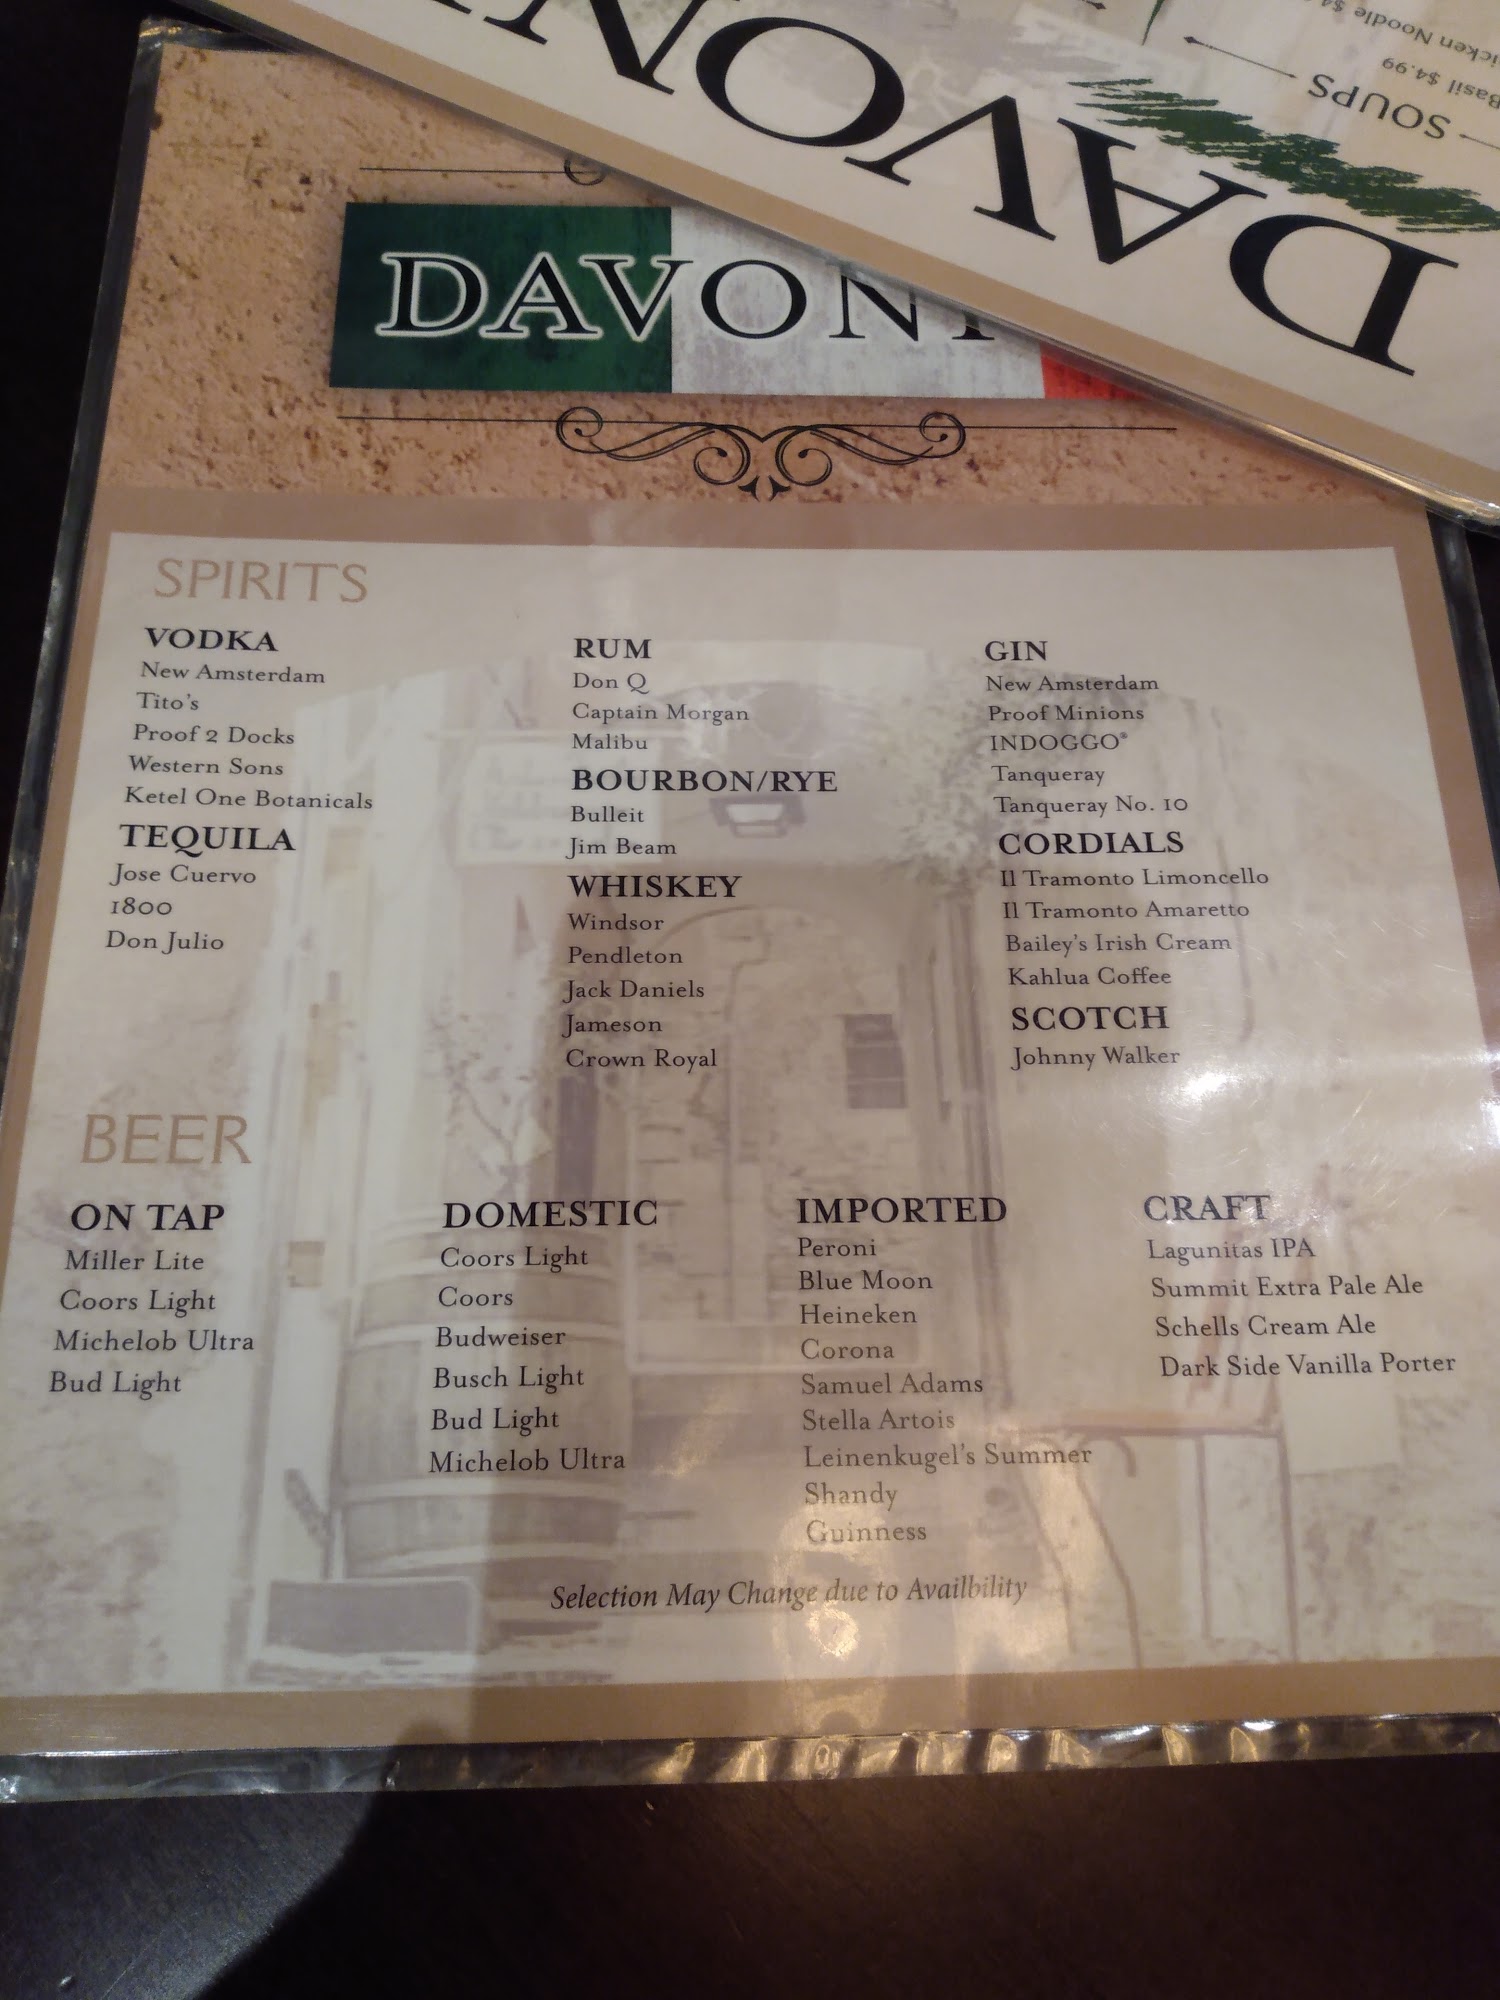 DAVON
SOUPS
Basil $4.99
icken Noodle
DAVON
SPIRITS
VODKA
New Amsterdam
Tito's
Proof 2 Docks
Western Sons
Ketel One Botanicals
TEQUILA
Jose Cuervo
1800
Don Julio
RUM
Don Q
Captain Morgan
Malibu
BOURBON/RYE
Bulleit
Jim Beam
WHISKEY
Windsor
Pendleton
Jack Daniels
Jameson
Crown Royal
GIN
New Amsterdam
Proof Minions
INDOGGO®
Tanqueray
Tanqueray No. 10
CORDIALS
Il Tramonto Limoncello
Il Tramonto Amaretto
Bailey's Irish Cream
Kahlua Coffee
SCOTCH
Johnny Walker
BEER
ON TAP
Miller Lite
Coors Light
Michelob Ultra
Bud Light
DOMESTIC
Coors Light
Coors
Budweiser
Busch Light
Bud Light
Michelob Ultra
IMPORTED
Peroni
Blue Moon
Heineken
Corona
Samuel Adams
Stella Artois
Leinenkugel's Summer
Shandy
Guinness
CRAFT
Lagunitas IPA
Summit Extra Pale Ale
Schells Cream Ale
Dark Side Vanilla Porter
Selection May Change due to Availbility